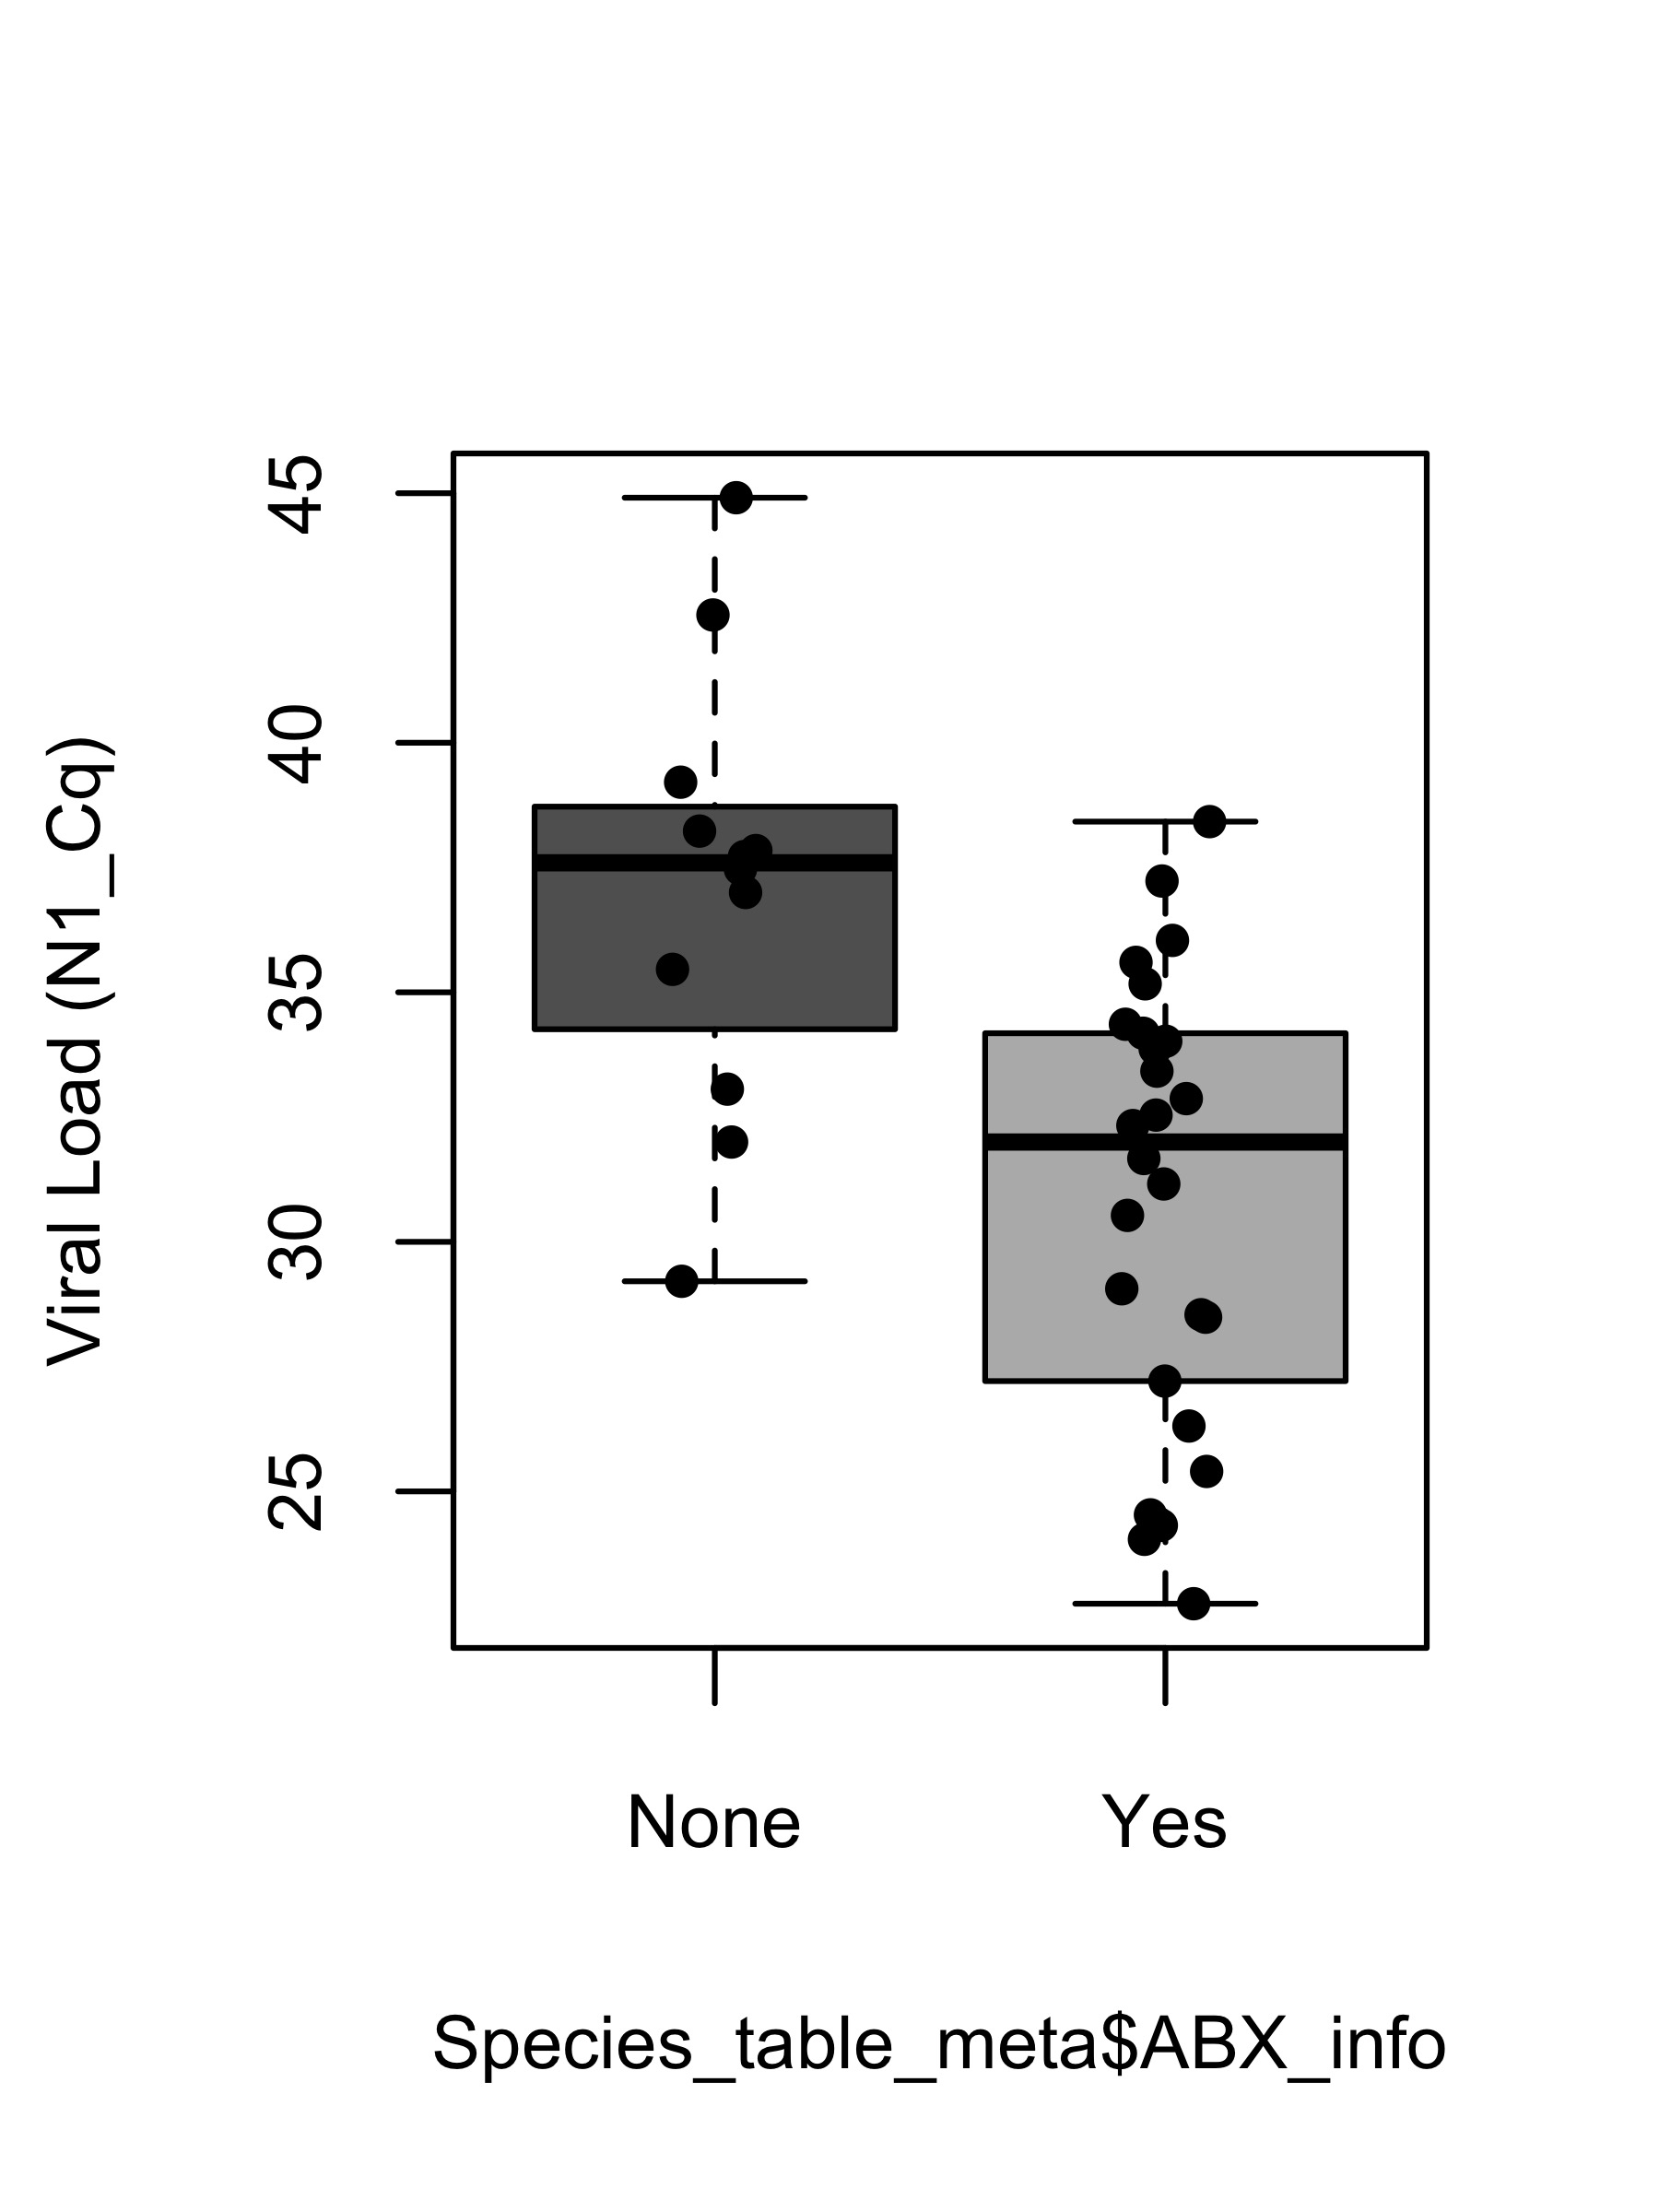 Viral Load (N1_Cq)
45
40
35
30
25
None Yes
Species_table_meta$ABX_info